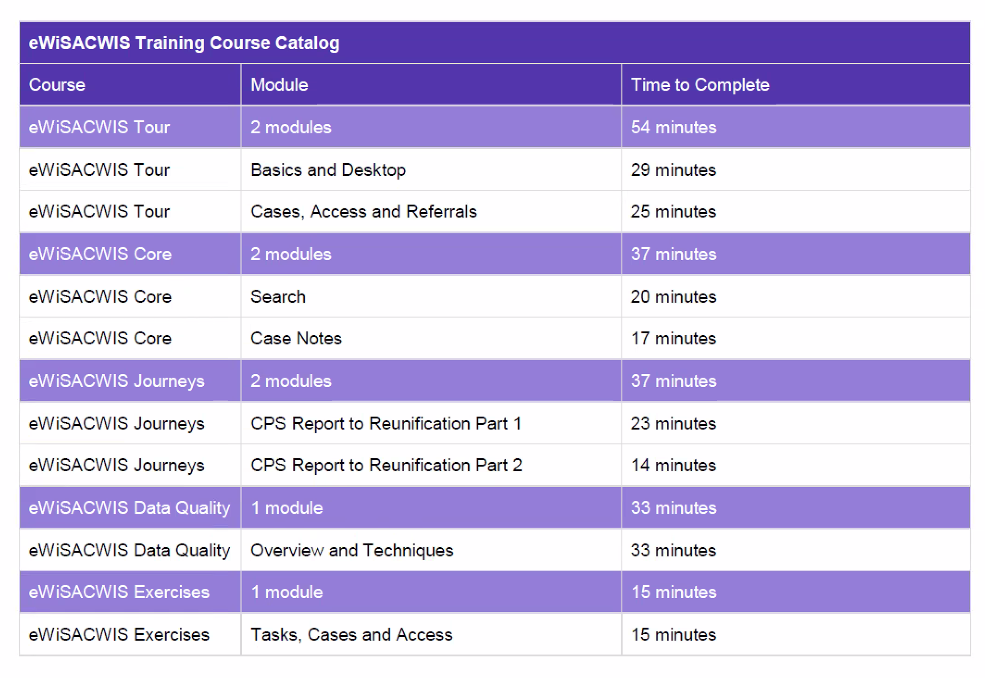 eWiSACWIS Training Course Catalog
Course Module Time to Complete
eWiSACWIS Tour 2 modules 54 minutes
eWiSACWIS Tour Basics and Desktop 29 minutes
eWiSACWIS Tour Cases, Access and Referrals 25 minutes
eWiSACWIS Core 2 modules 37 minutes
eWiSACWIS Core Search 20 minutes
eWiSACWIS Core Case Notes 17 minutes
eWiSACWIS Journeys 2 modules 37 minutes
eWiSACWIS Journeys CPS Report to Reunification Part 1 23 minutes
eWiSACWIS Journeys CPS Report to Reunification Part 2 14 minutes
eWiSACWIS Data Quality 1 module 33 minutes
eWiSACWIS Data Quality Overview and Techniques 33 minutes
eWiSACWIS Exercises 1 module 15 minutes
eWiSACWIS Exercises Tasks, Cases and Access 15 minutes